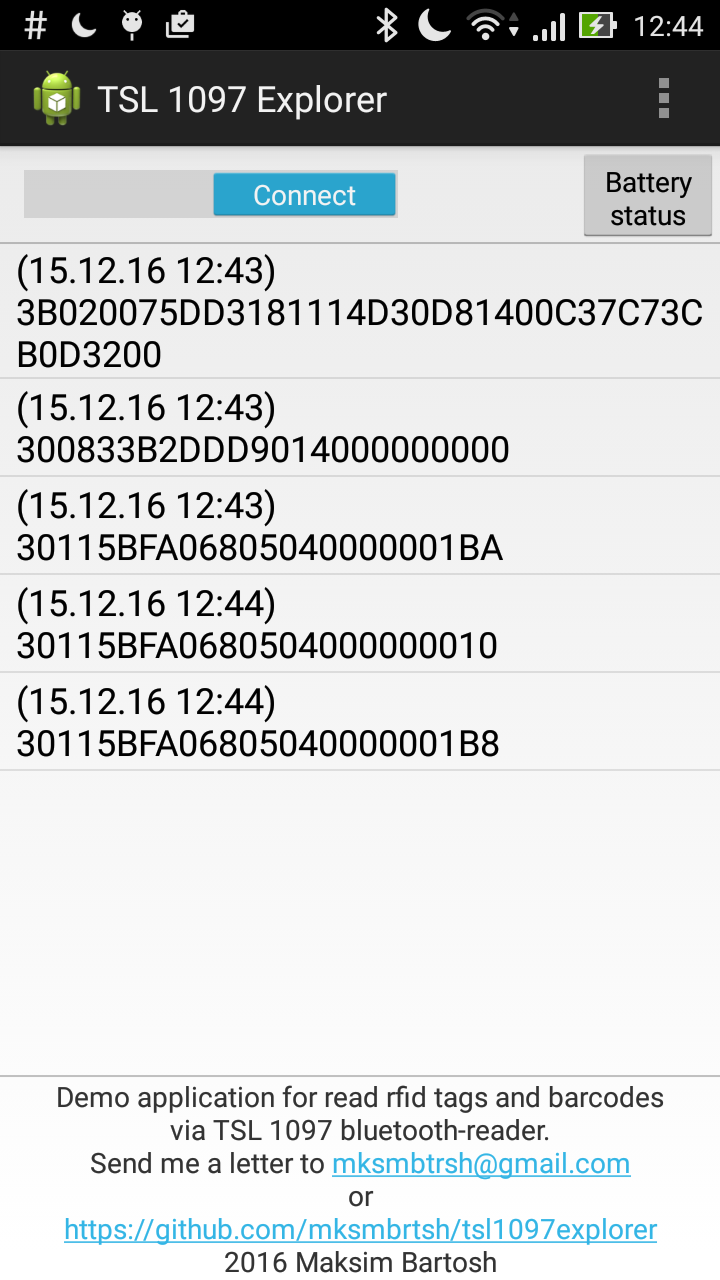 12:44
TSL 1097 Explorer
Connect
Battery
status
(15.12.16 12:43)
3B020075DD3181114D30D81400C37C73C
B0D3200
(15.12.16 12:43)
300833B2DDD9014000000000
(15.12.16 12:43)
30115BFA06805040000001BA
(15.12.16 12:44)
30115BFA0680504000000010
(15.12.16 12:44)
30115BFA06805040000001B8
Demo application for read rfid tags and barcodes
via TSL 1097 bluetooth-reader.
Send me a letter to mksmbtrsh@gmail.com
or
https://github.com/mksmbrtsh/tsl1097explorer
2016 Maksim Bartosh